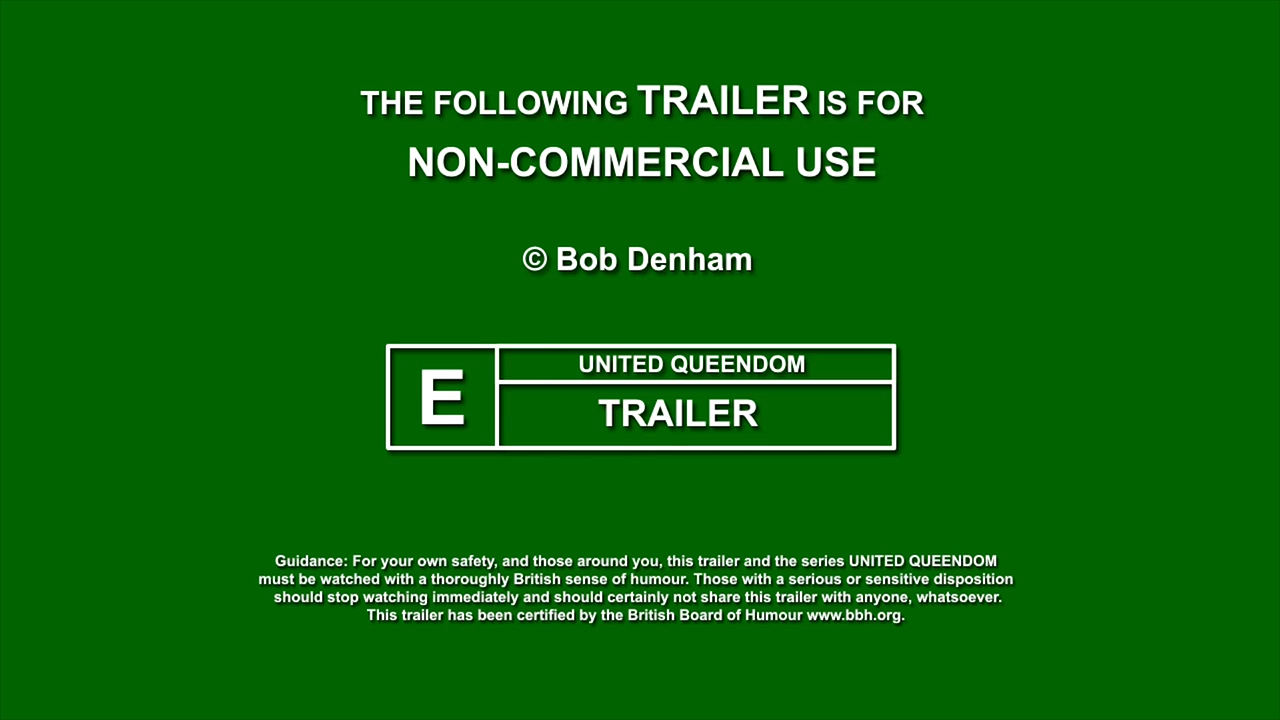 THE FOLLOWING TRAILER IS FOR
NON-COMMERCIAL USE
© Bob Denham
E
UNITED QUEENDOM
TRAILER
Guidance: For your own safety, and those around you, this trailer and the series UNITED QUEENDOM
must be watched with a thoroughly British sense of humour. Those with a serious or sensitive disposition
should stop watching immediately and should certainly not share this trailer with anyone, whatsoever.
This trailer has been certified by the British Board of Humour www.bbh.org.